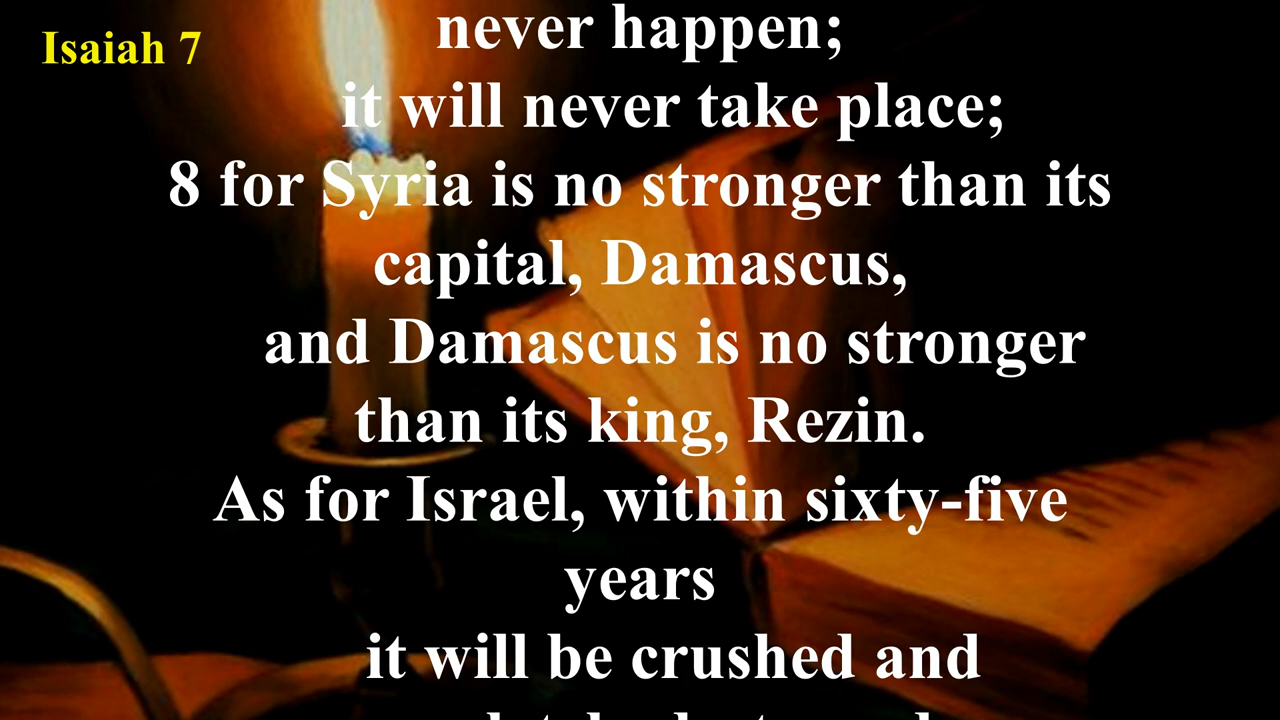 Isaiah 7
never happen;
it will never take place;
8 for Syria is no stronger than its
capital, Damascus,
and Damascus is no stronger
than its king, Rezin.
As for Israel, within sixty-five
years
it will be crushed and